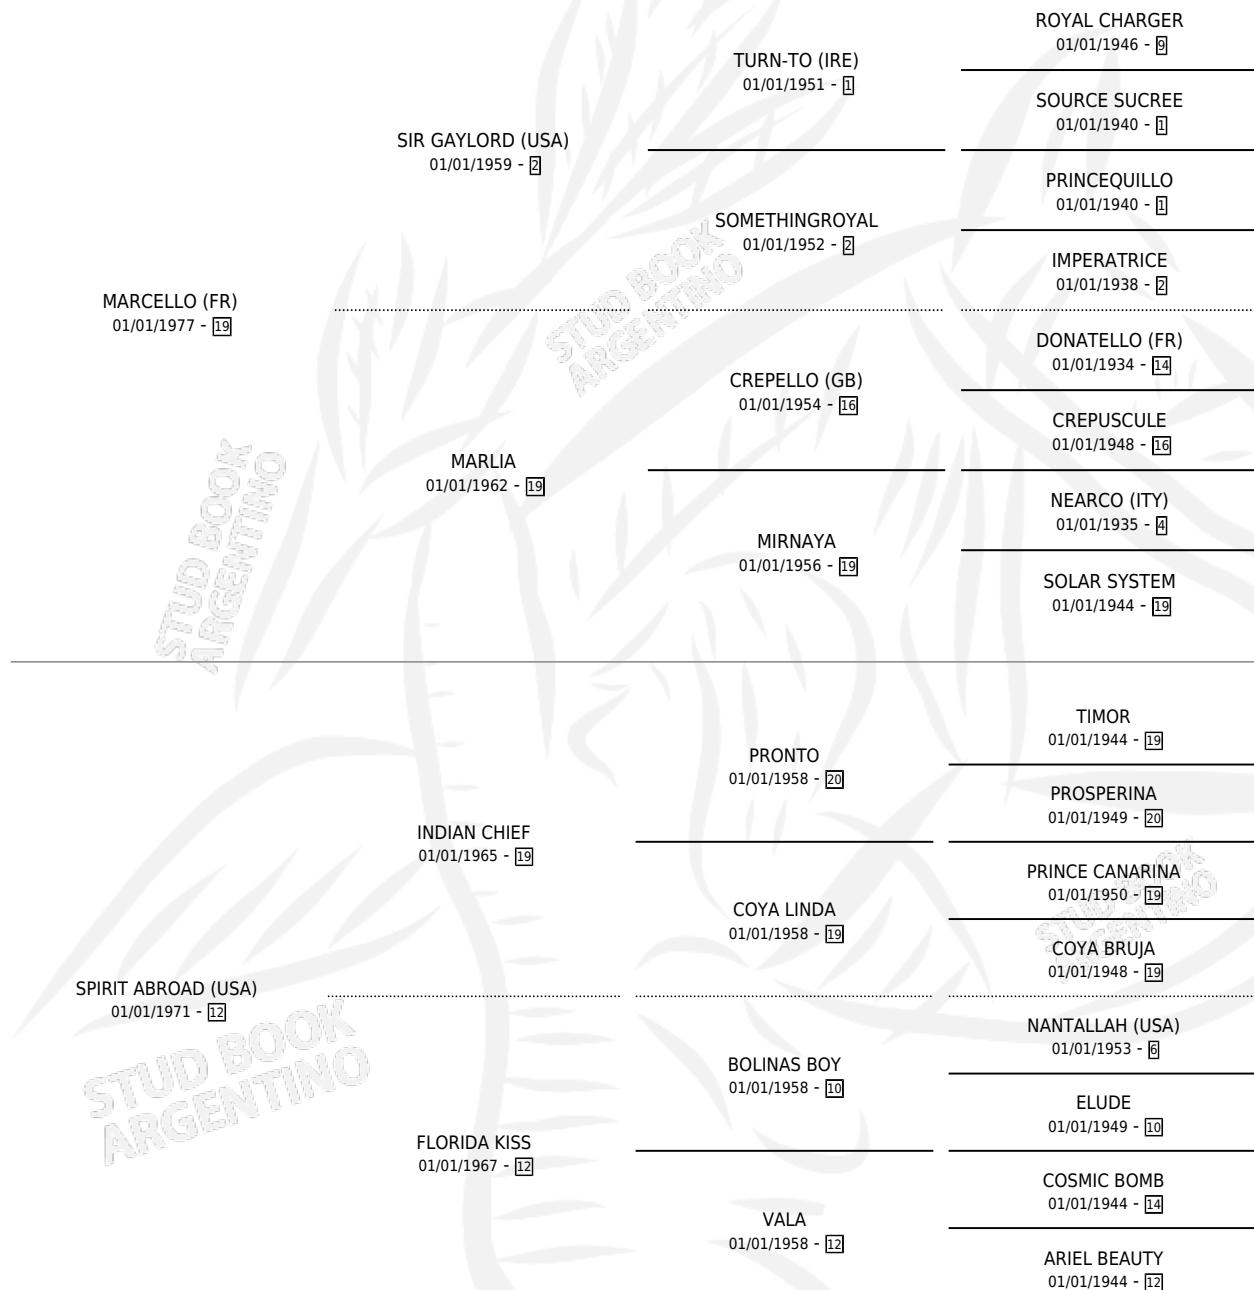 ROYAL CHARGER
01/01/1946 - 9
TURN-TO (IRE)
01/01/1951 - 1
SOURCE SUCREE
01/01/1940 - 1
SIR GAYLORD (USA)
01/01/1959 - 2
PRINCEQUILLO
01/01/1940 - 1
SOMETHINGROYAL
01/01/1952 - 2
IMPERATRICE
01/01/1938 - 2
MARCELLO (FR)
01/01/1977 - 19
DONATELLO (FR)
01/01/1934 - 14
CREPELLO (GB)
01/01/1954 - 16
CREPUSCULE
01/01/1948 - 16
MARLIA
01/01/1962 - 19
NEARCO (ITY)
01/01/1935 - 4
MIRNAYA
01/01/1956 - 19
SOLAR SYSTEM
01/01/1944 - 19
TIMOR
01/01/1944 - 19
PRONTO
01/01/1958 - 20
PROSPERINA
01/01/1949 - 20
INDIAN CHIEF
01/01/1965 - 19
PRINCE CANARINA
01/01/1950 - 19
COYA LINDA
01/01/1958 - 19
COYA BRUJA
01/01/1948 - 19
SPIRIT ABROAD (USA)
01/01/1971 - 12
NANTALLAH (USA)
01/01/1953 - 6
BOLINAS BOY
01/01/1958 - 10
ELUDE
01/01/1949 - 10
FLORIDA KISS
01/01/1967 - 12
COSMIC BOMB
01/01/1944 - 14
VALA
01/01/1958 - 12
ARIEL BEAUTY
01/01/1944 - 12
STUD BOOK
ARGENTINO
STUD BOOK
ARGENTINO
STUD BOOK
ARGENTINO
STUD BOOK
ARGENTINO